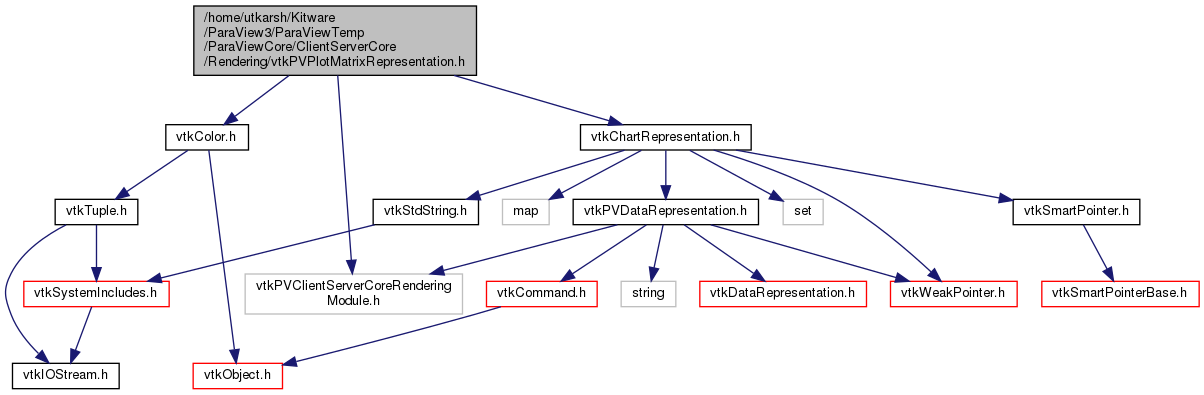 /home/utkarsh/Kitware
/ParaView3/ParaViewTemp
/ParaViewCore/ClientServerCore
/Rendering/vtkPVPlotMatrixRepresentation.h
vtkColor.h
vtkChartRepresentation.h
vtkTuple.h
vtkStdString.h
map
vtkPVDataRepresentation.h
set
vtkSmartPointer.h
vtkSystemIncludes.h
vtkPVClientServerCoreRendering
Module.h
vtkCommand.h
string
vtkDataRepresentation.h
vtkWeakPointer.h
vtkSmartPointerBase.h
vtkIOStream.h
vtkObject.h